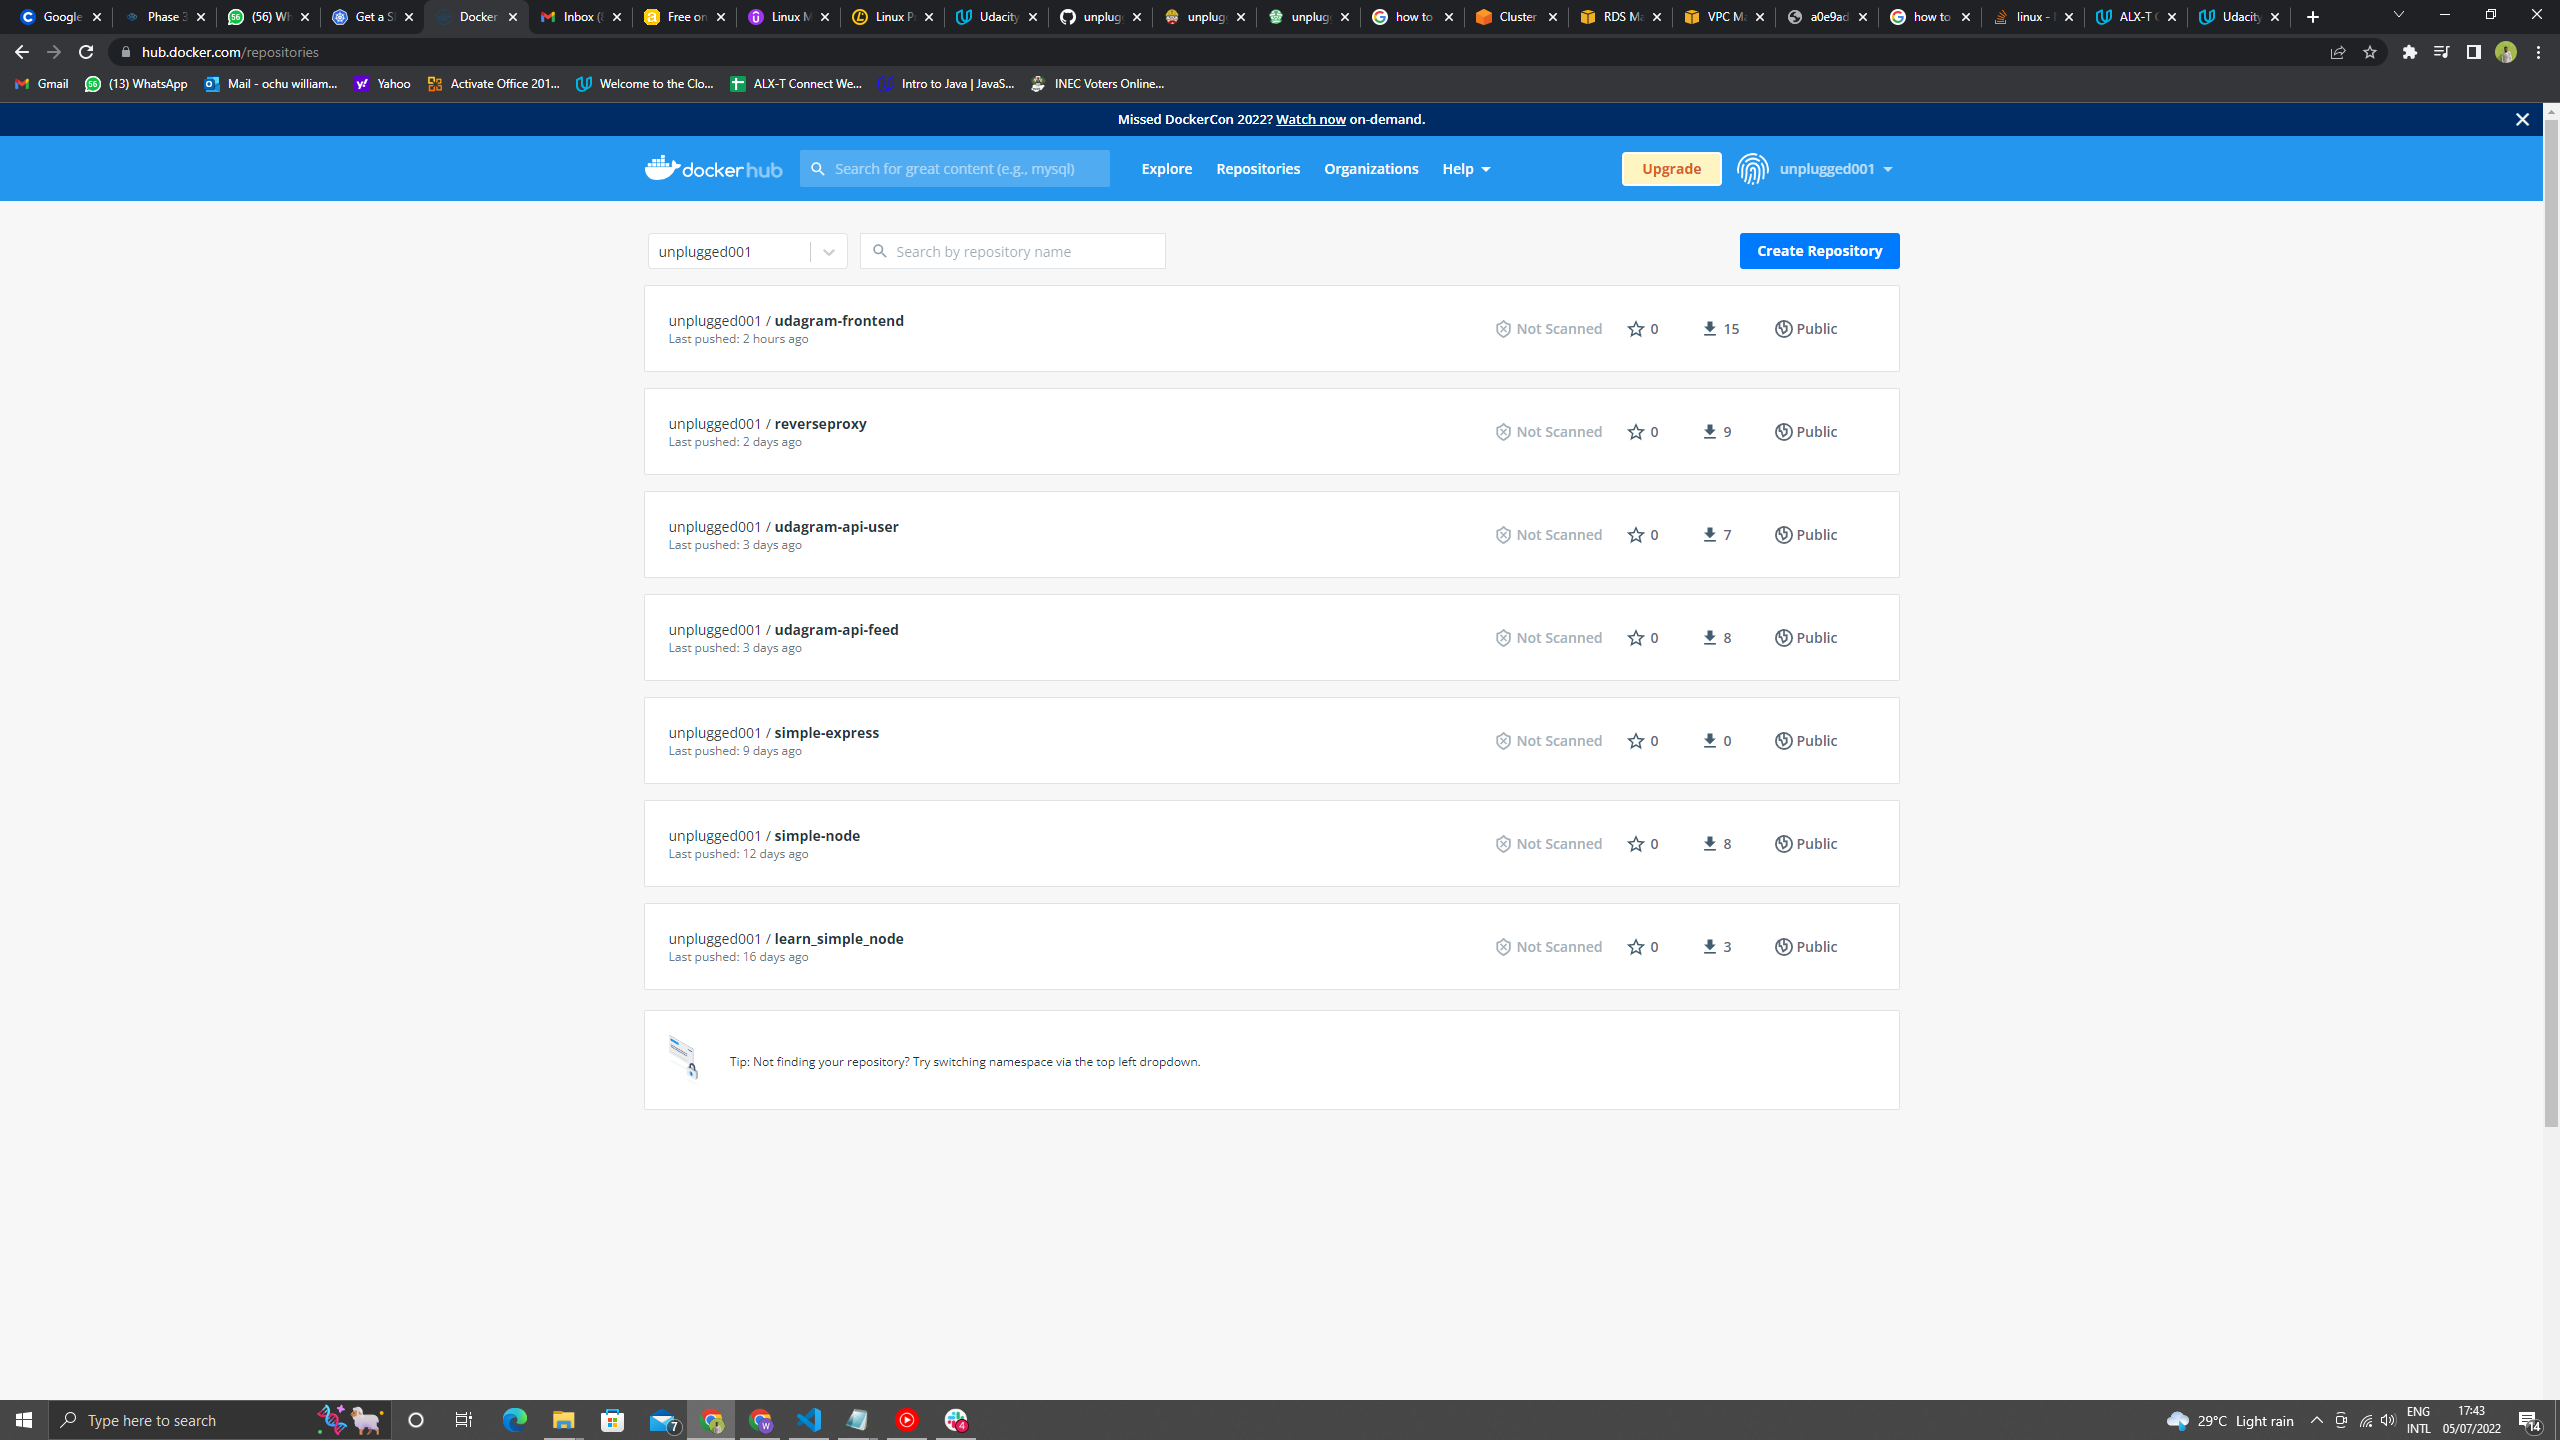 Google
Phase 3
(56) Wh
Get a S
Docker
Inbox (
Free on
Linux M
Linux P
Udacity
unplugg
unplugg
unplugg
how to
Cluster
RDS Ma
VPC Ma
a0e9ad
how to
linux -
ALX-T C
Udacity
hub.docker.com/repositories
Gmail
(13) WhatsApp
Mail - ochu william...
Yahoo
Activate Office 201...
Welcome to the Clo...
ALX-T Connect We...
Intro to Java | JavaS...
INEC Voters Online...
Missed DockerCon 2022? Watch now on-demand.
docker hub
Search for great content (e.g., mysql)
Explore
Repositories
Organizations
Help
Upgrade
unplugged001
unplugged001
Search by repository name
Create Repository
unplugged001 / udagram-frontend
Last pushed: 2 hours ago
Not Scanned
0
15
Public
unplugged001 / reverseproxy
Last pushed: 2 days ago
Not Scanned
0
9
Public
unplugged001 / udagram-api-user
Last pushed: 3 days ago
Not Scanned
0
7
Public
unplugged001 / udagram-api-feed
Last pushed: 3 days ago
Not Scanned
0
8
Public
unplugged001 / simple-express
Last pushed: 9 days ago
Not Scanned
0
0
Public
unplugged001 / simple-node
Last pushed: 12 days ago
Not Scanned
0
8
Public
unplugged001 / learn_simple_node
Last pushed: 16 days ago
Not Scanned
0
3
Public
Tip: Not finding your repository? Try switching namespace via the top left dropdown.
Type here to search
7
4
29°C Light rain
ENG
INTL
17:43
05/07/2022
14